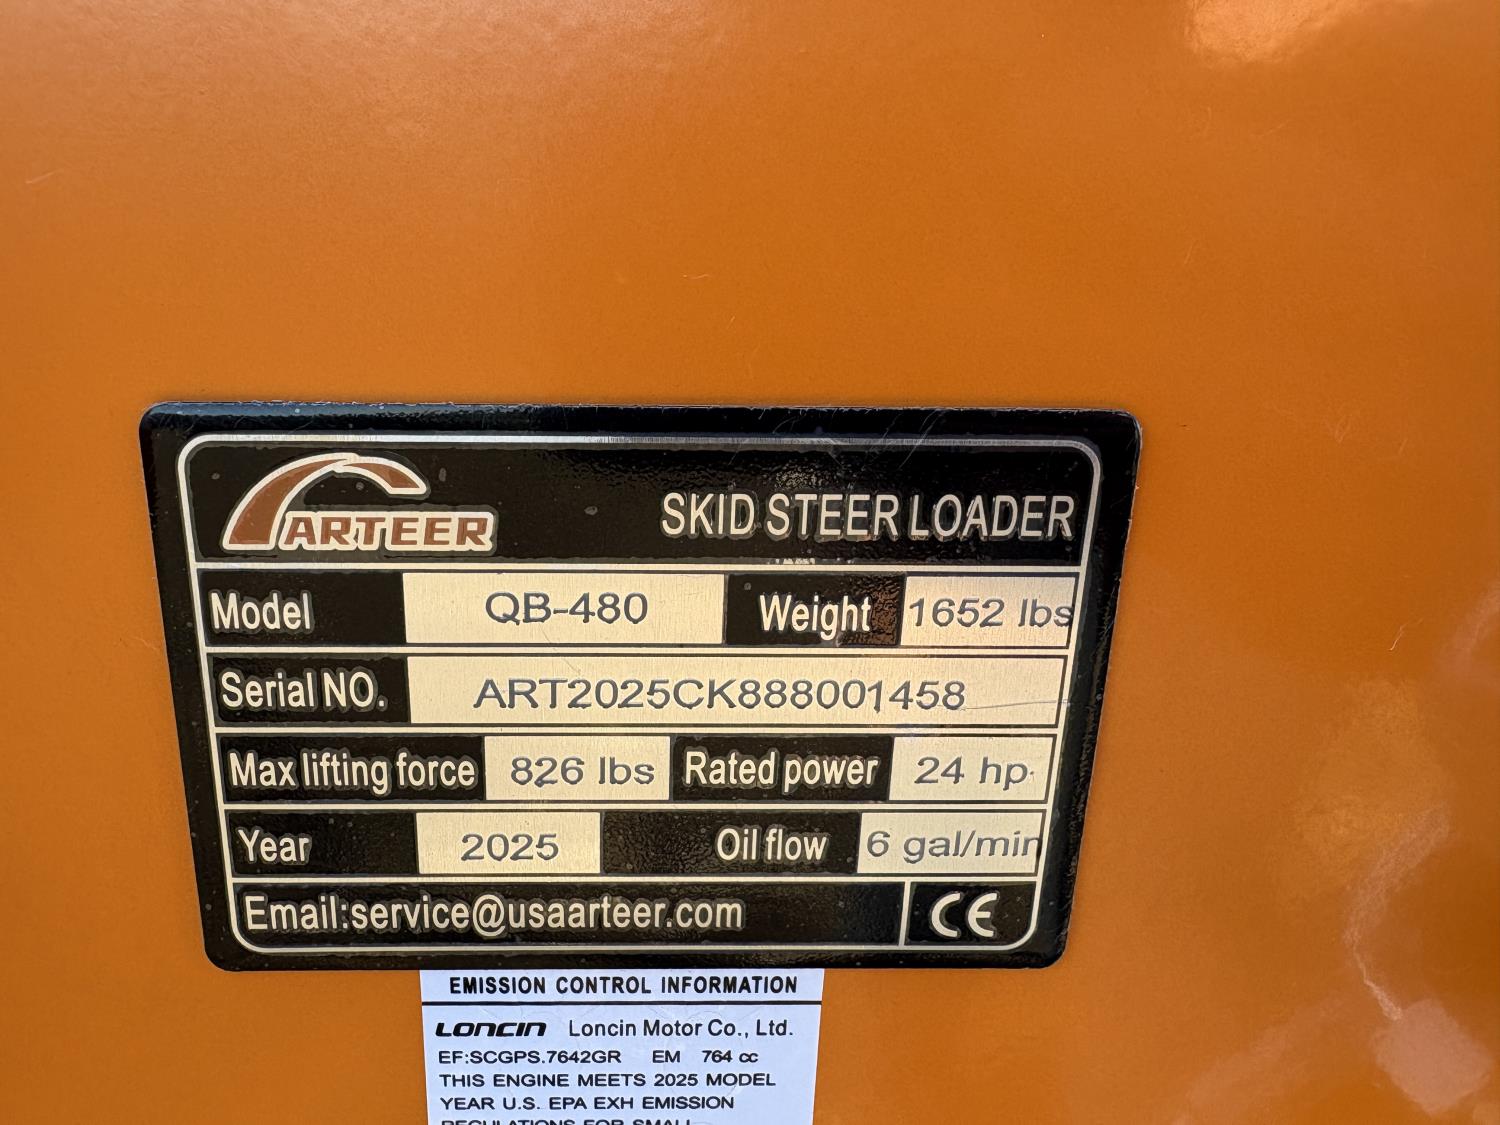 ARTEER SKID STEER LOADER
Model QB-480 Weight 1652 lbs
Serial NO. ART2025CK888001458
Max lifting force 826 lbs Rated power 24 hp
Year 2025 Oil flow 6 gal/min
Email:service@usaarteer.com CE
EMISSION CONTROL INFORMATION
LONCIN Loncin Motor Co., Ltd.
EF:SCGPS.7642GR EM 764 cc
THIS ENGINE MEETS 2025 MODEL
YEAR U.S. EPA EXH EMISSION
REGULATIONS FOR SMALL